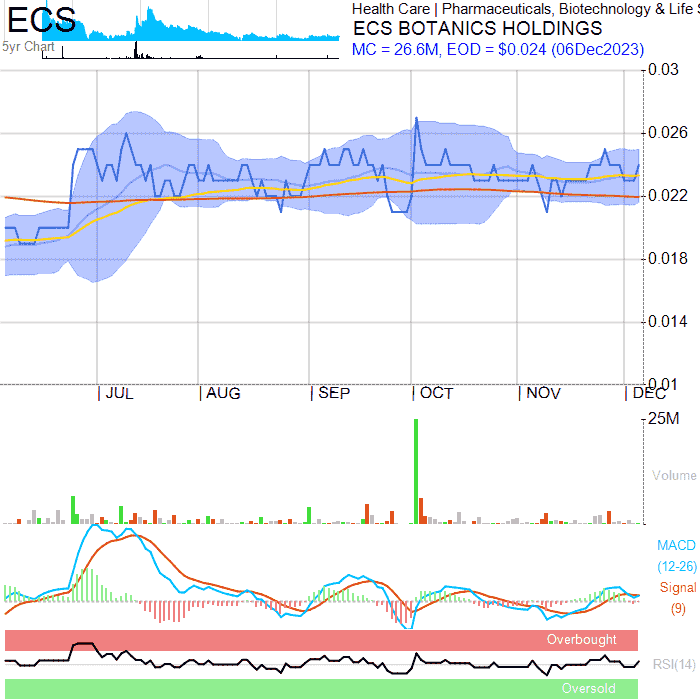 ECS
5yr Chart
Health Care | Pharmaceuticals, Biotechnology & Life S
ECS BOTANICS HOLDINGS
MC = 26.6M, EOD = $0.024 (06Dec2023)
0.03
0.026
0.022
0.018
0.014
0.01
JUL AUG SEP OCT NOV DEC
25M
Volume
MACD
(12-26)
Signal
(9)
Overbought
RSI(14)
Oversold